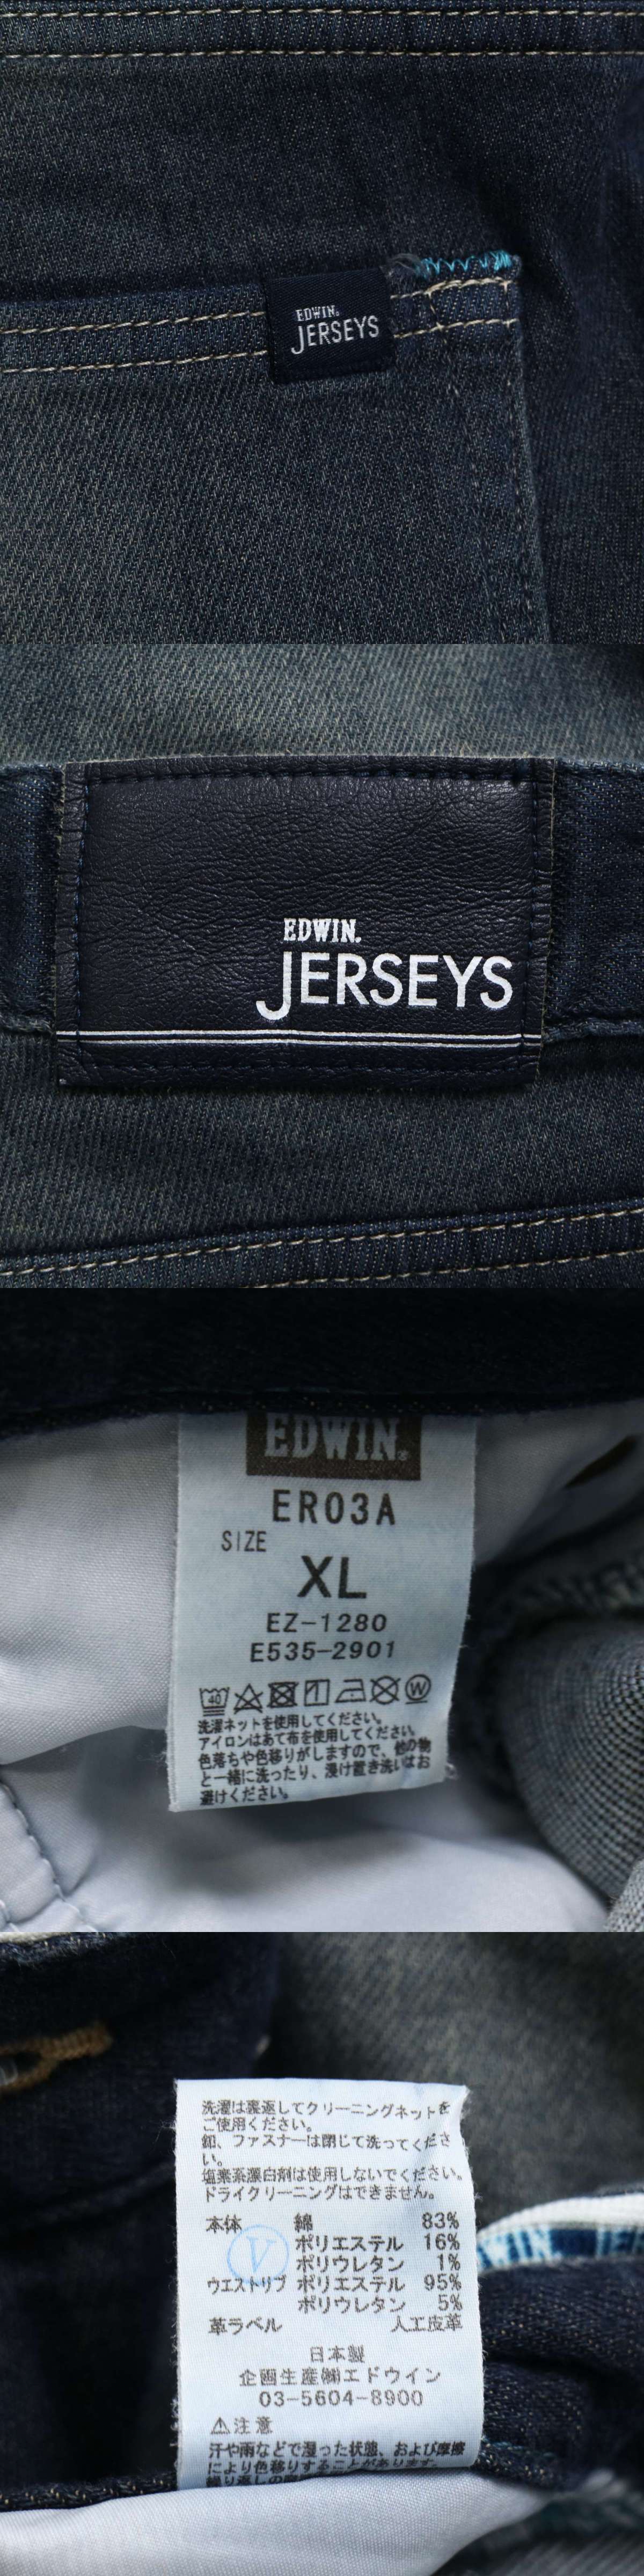 EDWIN.
JERSEYS
EDWIN.
JERSEYS
EDWIN®
ER03A
SIZE
XL
EZ-1280
E535-2901
40 W
洗濯ネットを使用してください。
アイロンはあて布を使用してください。
色落ちや色移りがしますので、他の物
と一緒に洗ったり、浸け置き洗いはお
避けください。
洗濯は裏返してクリーニングネットを
ご使用ください。
釦、ファスナーは閉じて洗ってくださ
い。
塩素系漂白剤は使用しないでください。
ドライクリーニングはできません。
本体 綿 83%
ポリエステル 16%
V ポリウレタン 1%
ウエストリブ ポリエステル 95%
ポリウレタン 5%
革ラベル 人工皮革
日本製
企画生産㈱エドウイン
03-5604-8900
⚠注意
汗や雨などで湿った状態、および摩擦
により色移りすることがあります。
繰り返しの